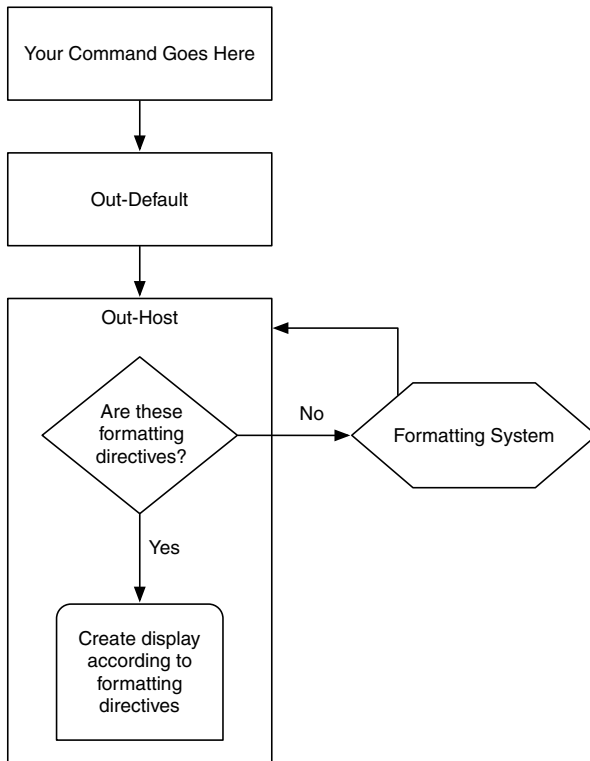 Your Command Goes Here
Out-Default
Out-Host
Are these
formatting
directives?
No
Formatting System
Yes
Create display
according to
formatting
directives